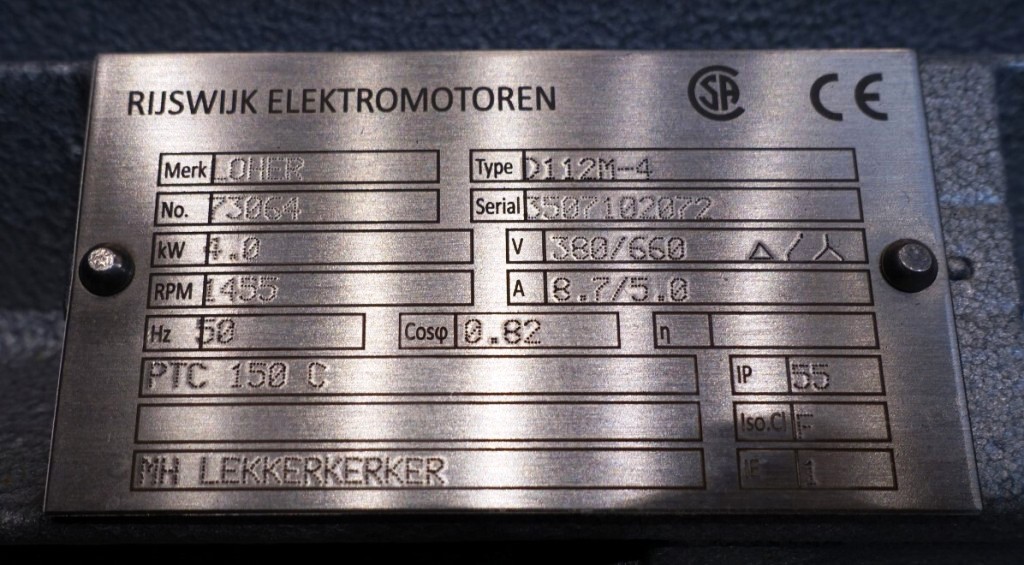 RIJSWIJK ELEKTROMOTOREN CSA CE
Merk LOHER Type D112M-4
No. 73064 Serial 3507102072
kW 4.0 V 380/660 Δ/Y
RPM 1455 A 8.7/5.0
Hz 50 Cosφ 0.82 η
PTC 150 C IP 55
Iso.Cl F
MH LEKKERKERKER IE 1